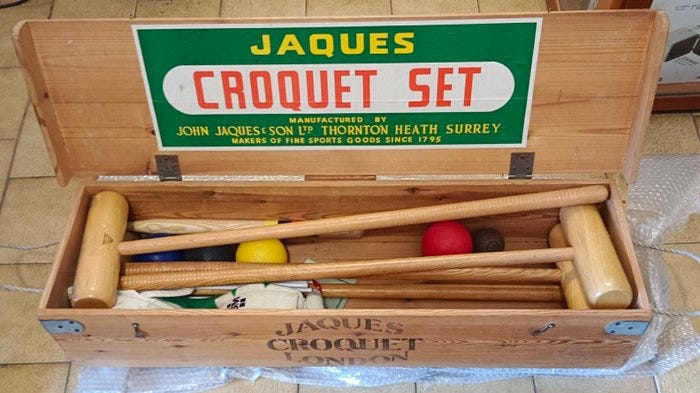 JAQUES
CROQUET SET
MANUFACTURED BY
JOHN JAQUES & SON LTD THORNTON HEATH SURREY
MAKERS OF FINE SPORTS GOODS SINCE 1795
JAQUES
CROQUET
LONDON